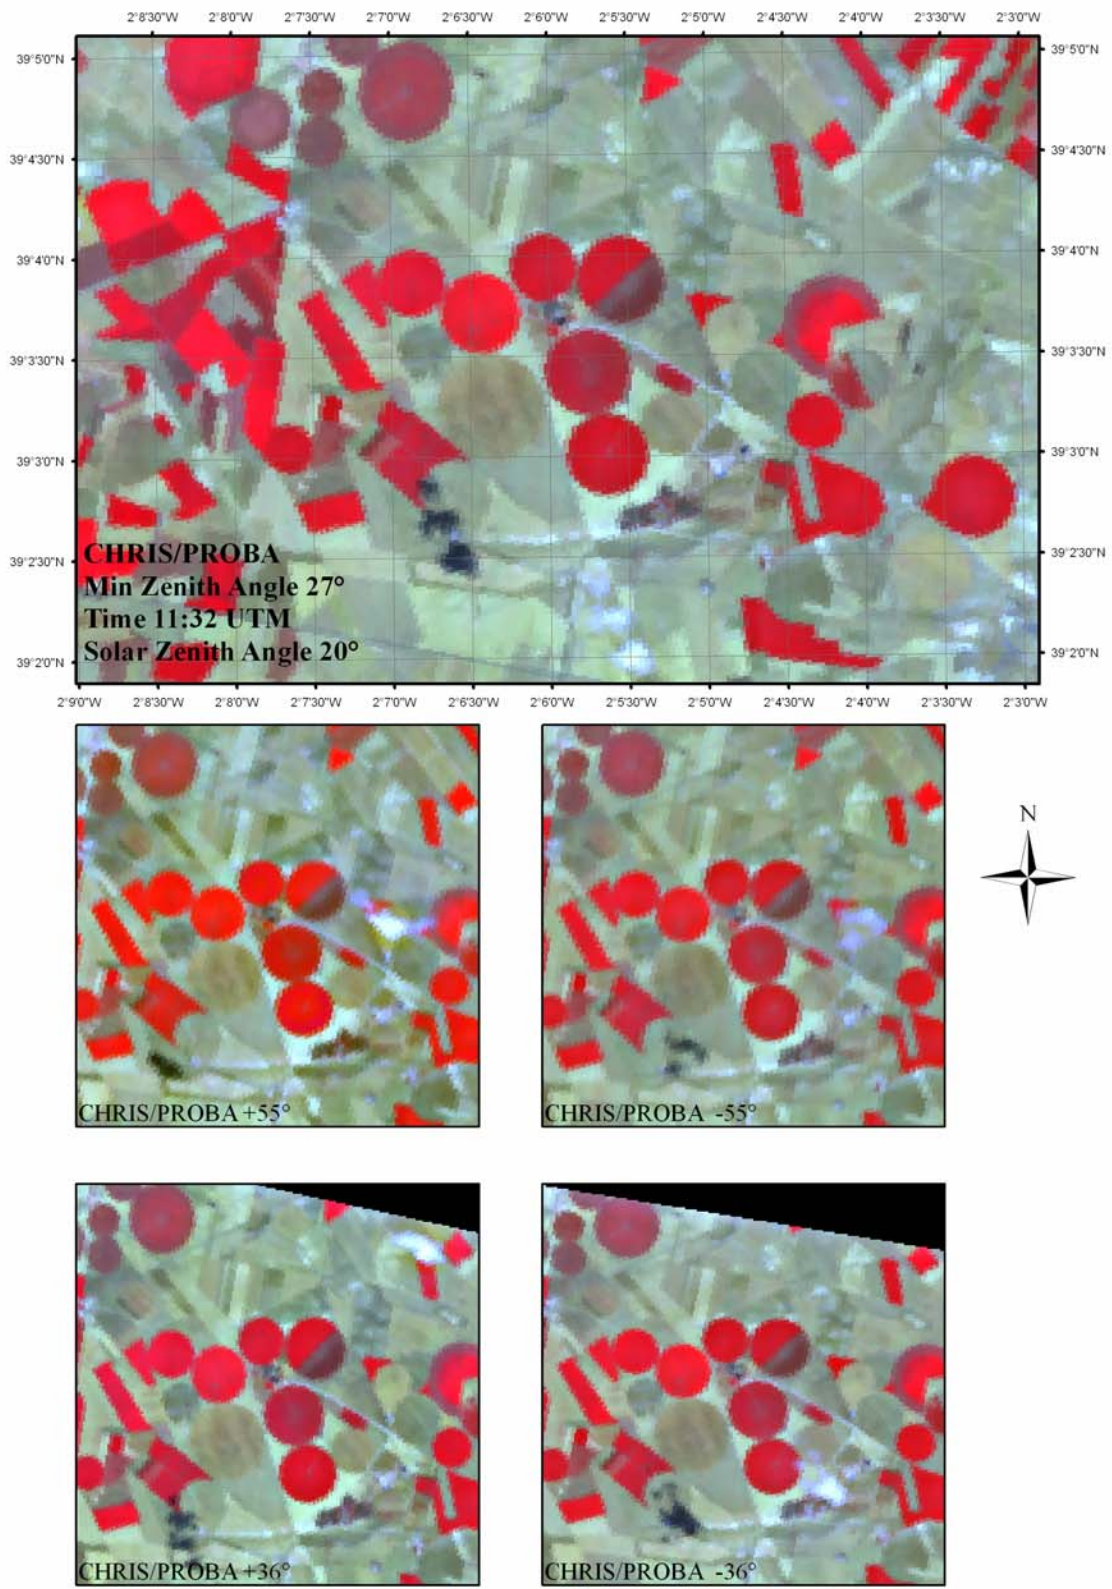 2°8'30"W 2°8'0"W 2°7'30"W 2°7'0"W 2°6'30"W 2°6'0"W 2°5'30"W 2°5'0"W 2°4'30"W 2°4'0"W 2°3'30"W 2°3'0"W
39°5'0"N 39°5'0"N
39°4'30"N 39°4'30"N
39°4'0"N 39°4'0"N
39°3'30"N 39°3'30"N
39°3'0"N 39°3'0"N
39°2'30"N 39°2'30"N
39°2'0"N 39°2'0"N
CHRIS/PROBA
Min Zenith Angle 27°
Time 11:32 UTM
Solar Zenith Angle 20°
2°9'0"W 2°8'30"W 2°8'0"W 2°7'30"W 2°7'0"W 2°6'30"W 2°6'0"W 2°5'30"W 2°5'0"W 2°4'30"W 2°4'0"W 2°3'30"W 2°3'0"W
N
CHRIS/PROBA +55° CHRIS/PROBA -55°
CHRIS/PROBA +36° CHRIS/PROBA -36°